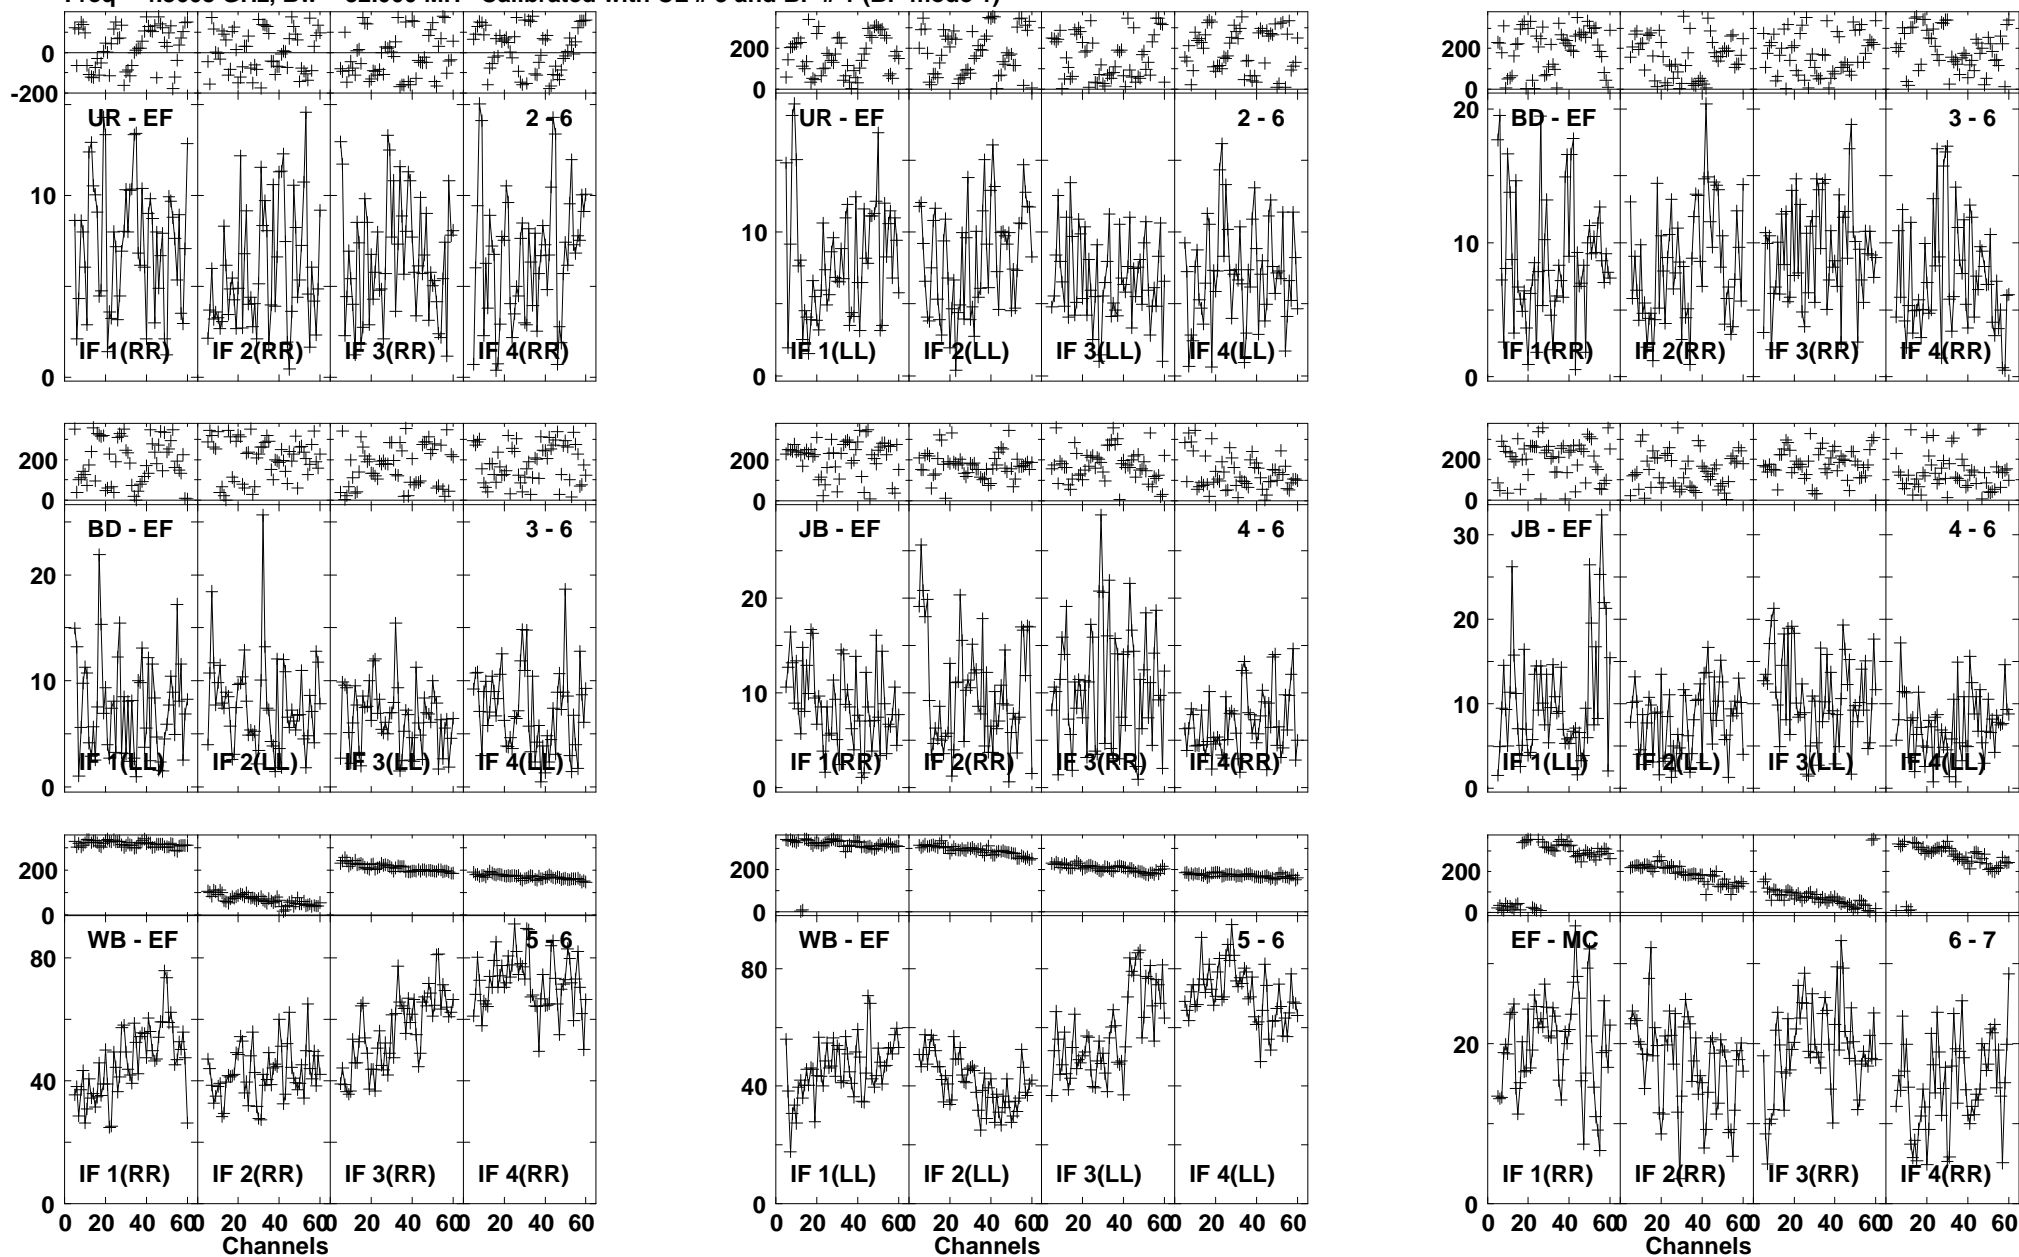 0
-200
200
0
200
0
UR - EF
2 - 6
10
0
IF 1(RR)
IF 2(RR)
IF 3(RR)
IF 4(RR)
UR - EF
2 - 6
10
0
IF 1(LL)
IF 2(LL)
IF 3(LL)
IF 4(LL)
BD - EF
3 - 6
20
10
0
IF 1(RR)
IF 2(RR)
IF 3(RR)
IF 4(RR)
200
0
200
0
200
0
BD - EF
3 - 6
20
10
0
IF 1(LL)
IF 2(LL)
IF 3(LL)
IF 4(LL)
JB - EF
4 - 6
20
10
0
IF 1(RR)
IF 2(RR)
IF 3(RR)
IF 4(RR)
JB - EF
4 - 6
30
20
10
0
IF 1(LL)
IF 2(LL)
IF 3(LL)
IF 4(LL)
200
0
200
0
200
0
WB - EF
5 - 6
80
40
0
IF 1(RR)
IF 2(RR)
IF 3(RR)
IF 4(RR)
0 20 40 60 0 20 40 60 0 20 40 60 0 20 40 60
Channels
WB - EF
5 - 6
80
40
0
IF 1(LL)
IF 2(LL)
IF 3(LL)
IF 4(LL)
0 20 40 60 0 20 40 60 0 20 40 60 0 20 40 60
Channels
EF - MC
6 - 7
20
0
IF 1(RR)
IF 2(RR)
IF 3(RR)
IF 4(RR)
0 20 40 60 0 20 40 60 0 20 40 60 0 20 40 60
Channels